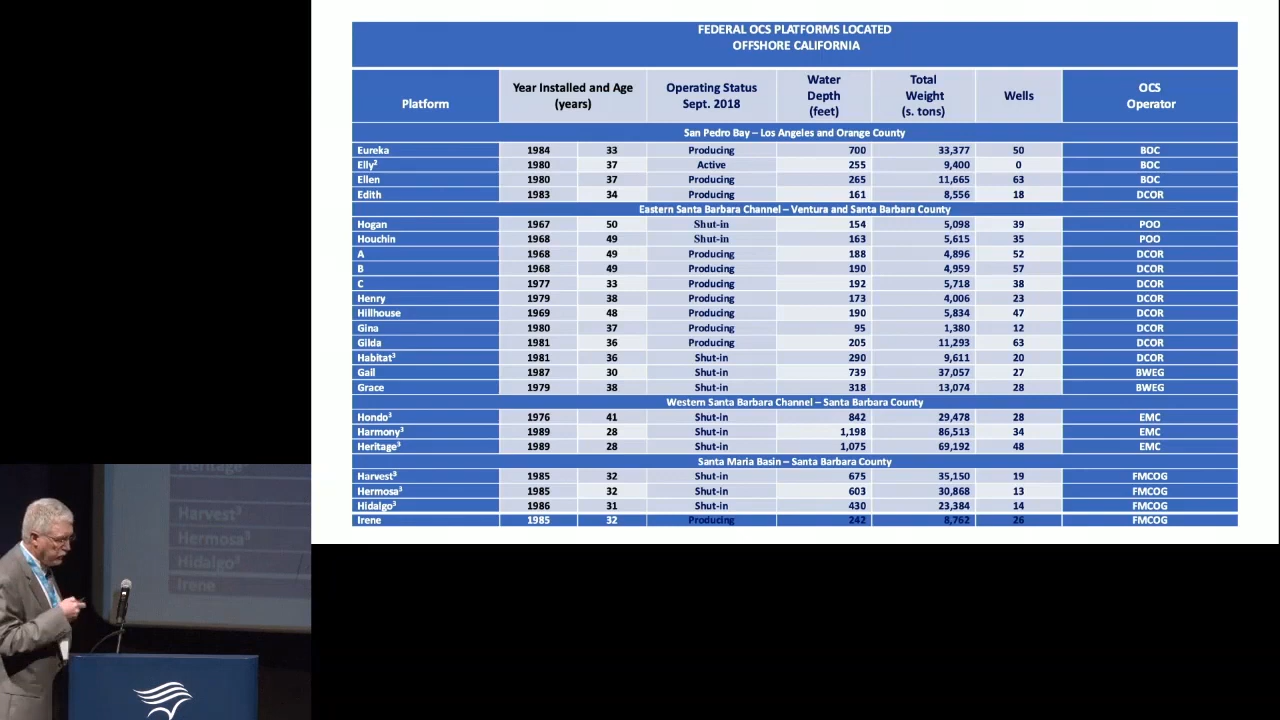 FEDERAL OCS PLATFORMS LOCATED
OFFSHORE CALIFORNIA
Platform Year Installed and Age (years) Operating Status Sept. 2018 Water Depth (feet) Total Weight (s. tons) Wells OCS Operator
San Pedro Bay – Los Angeles and Orange County
Eureka 1984 33 Producing 700 33,377 50 BOC
Elly² 1980 37 Active 255 9,400 0 BOC
Ellen 1980 37 Producing 265 11,665 63 BOC
Edith 1983 34 Producing 161 8,556 18 DCOR
Eastern Santa Barbara Channel – Ventura and Santa Barbara County
Hogan 1967 50 Shut-in 154 5,098 39 POO
Houchin 1968 49 Shut-in 163 5,615 35 POO
A 1968 49 Producing 188 4,896 52 DCOR
B 1968 49 Producing 190 4,959 57 DCOR
C 1977 33 Producing 192 5,718 38 DCOR
Henry 1979 38 Producing 173 4,006 23 DCOR
Hillhouse 1969 48 Producing 190 5,834 47 DCOR
Gina 1980 37 Producing 95 1,380 12 DCOR
Gilda 1981 36 Producing 205 11,293 63 DCOR
Habitat³ 1981 36 Shut-in 290 9,611 20 DCOR
Gail 1987 30 Shut-in 739 37,057 27 BWEG
Grace 1979 38 Shut-in 318 13,074 28 BWEG
Western Santa Barbara Channel – Santa Barbara County
Hondo³ 1976 41 Shut-in 842 29,478 28 EMC
Harmony³ 1989 28 Shut-in 1,198 86,513 34 EMC
Heritage³ 1989 28 Shut-in 1,075 69,192 48 EMC
Santa Maria Basin – Santa Barbara County
Harvest³ 1985 32 Shut-in 675 35,150 19 FMCOG
Hermosa³ 1985 32 Shut-in 603 30,868 13 FMCOG
Hidalgo³ 1986 31 Shut-in 430 23,384 14 FMCOG
Irene 1985 32 Producing 242 8,762 26 FMCOG
Heritage³
Harvest³
Hermosa³
Hidalgo³
Irene